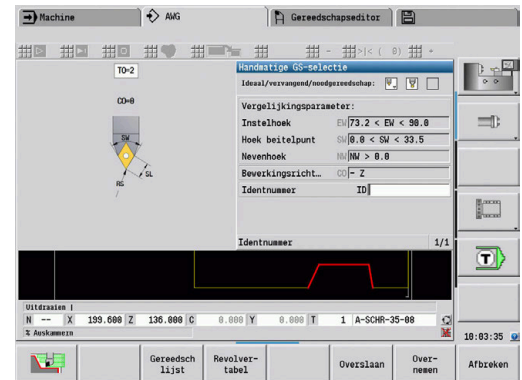 Machine
AWG
Gereedschapseditor
TO=2
CO=0
SW
SL
RS
Handmatige GS-selectie
Ideaal/vervangend/noodgereedschap:
Vergelijkingsparameter:
Instelhoek EW 73.2 < EW < 90.0
Hoek beitelpunt SW 0.0 < SW < 33.5
Nevenhoek NW NW > 0.0
Bewerkingsricht… CO - Z
Identnummer ID
Identnummer 1/1
Uitdraaien |
N -- X 199.600 Z 136.000 C 0.000 Y 0.000 T 1 A-SCHR-35-08
% Auskammern
10:03:35
Gereedsch lijst
Revolver-tabel
Overslaan
Over-nemen
Afbreken